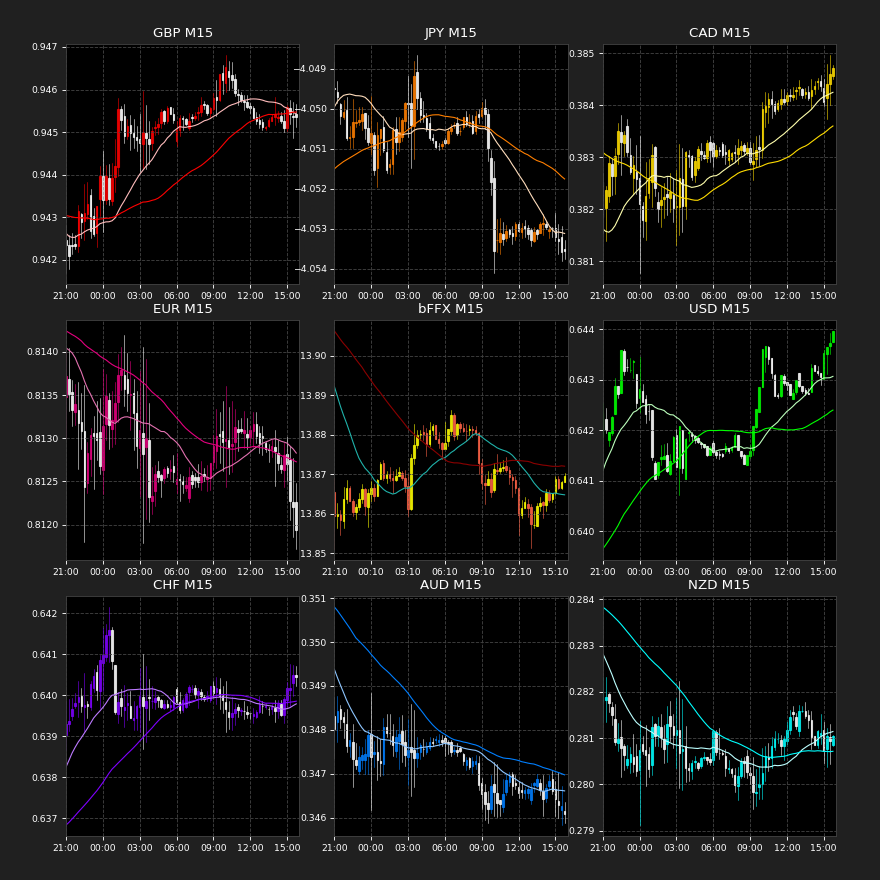 GBP M15
JPY M15
CAD M15
0.947
0.946
0.945
0.944
0.943
0.942
−4.049
−4.050
−4.051
−4.052
−4.053
−4.054
0.385
0.384
0.383
0.382
0.381
21:00 00:00 03:00 06:00 09:00 12:00 15:00
21:00 00:00 03:00 06:00 09:00 12:00 15:00
21:00 00:00 03:00 06:00 09:00 12:00 15:00
EUR M15
bFFX M15
USD M15
0.8140
0.8135
0.8130
0.8125
0.8120
13.90
13.89
13.88
13.87
13.86
13.85
0.644
0.643
0.642
0.641
0.640
21:00 00:00 03:00 06:00 09:00 12:00 15:00
21:10 00:10 03:10 06:10 09:10 12:10 15:10
21:00 00:00 03:00 06:00 09:00 12:00 15:00
CHF M15
AUD M15
NZD M15
0.642
0.641
0.640
0.639
0.638
0.637
0.351
0.350
0.349
0.348
0.347
0.346
0.284
0.283
0.282
0.281
0.280
0.279
21:00 00:00 03:00 06:00 09:00 12:00 15:00
21:00 00:00 03:00 06:00 09:00 12:00 15:00
21:00 00:00 03:00 06:00 09:00 12:00 15:00